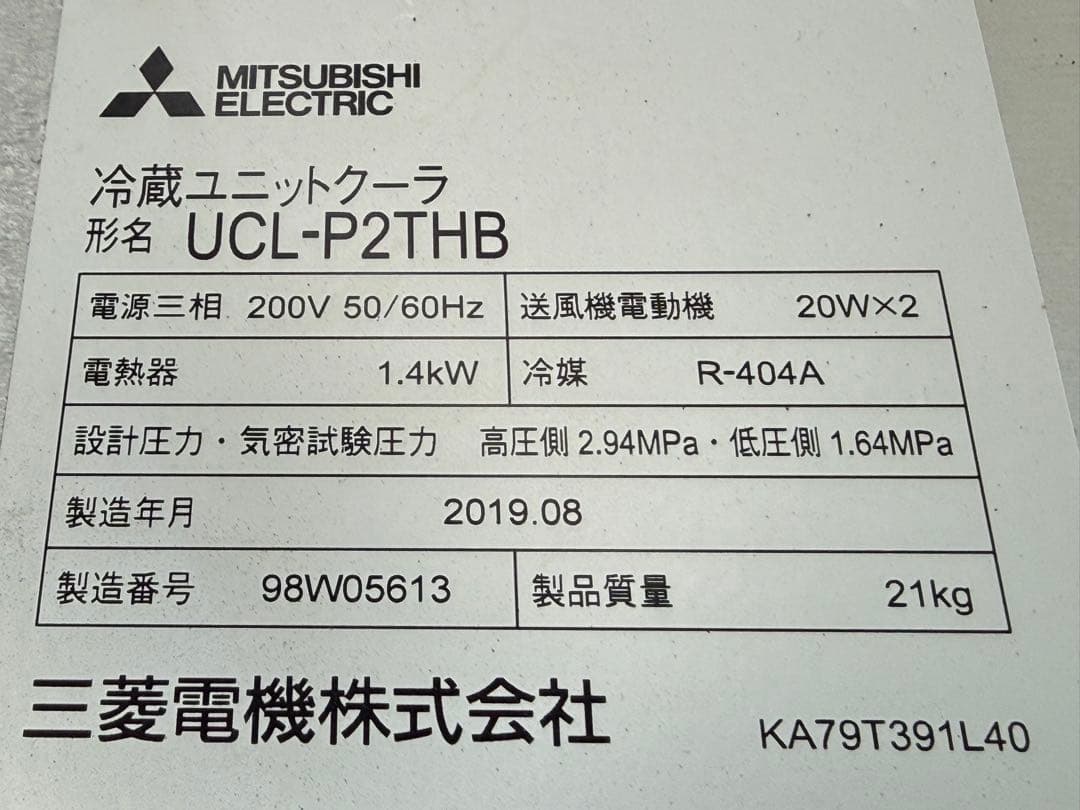 MITSUBISHI
ELECTRIC
冷蔵ユニットクーラ
形名 UCL-P2THB
電源三相 200V 50/60Hz 送風機電動機 20W×2
電熱器 1.4kW 冷媒 R-404A
設計圧力・気密試験圧力 高圧側 2.94MPa・低圧側 1.64MPa
製造年月 2019.08
製造番号 98W05613 製品質量 21kg
三菱電機株式会社
KA79T391L40